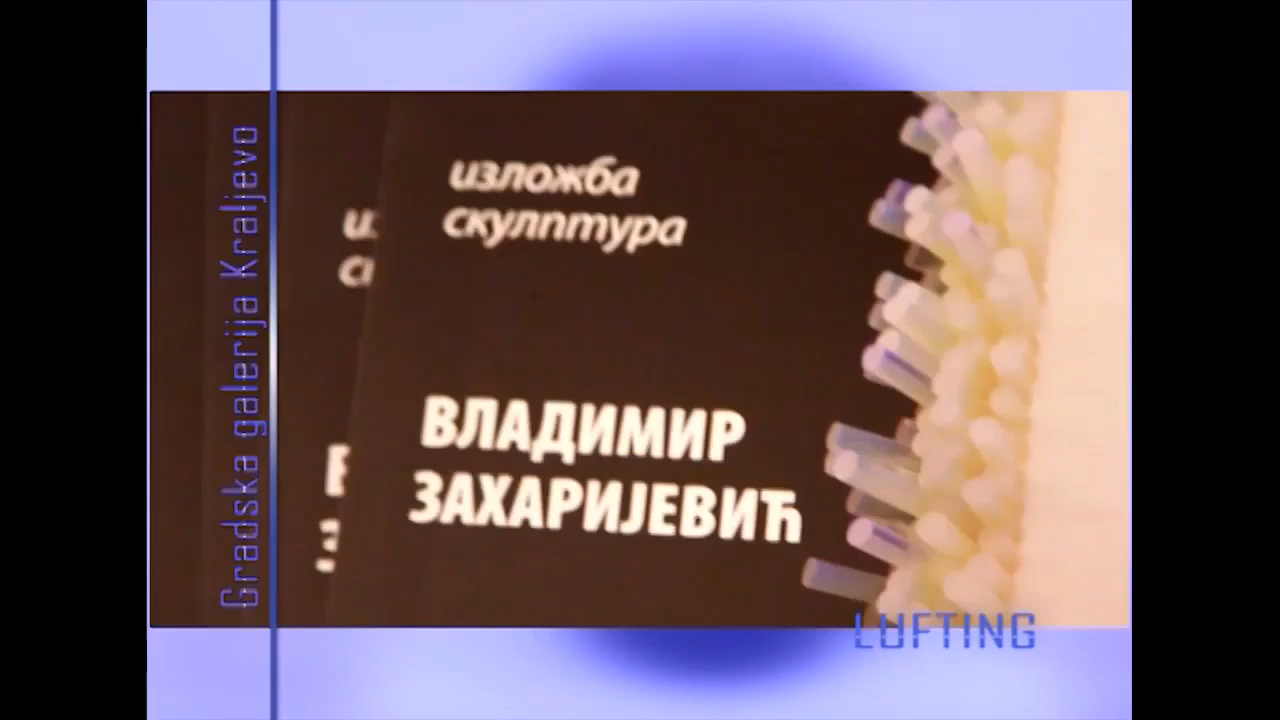 Gradska galerija Kraljevo
изложба
скулптура
ВЛАДИМИР
ЗАХАРИЈЕВИЋ
LUFTING